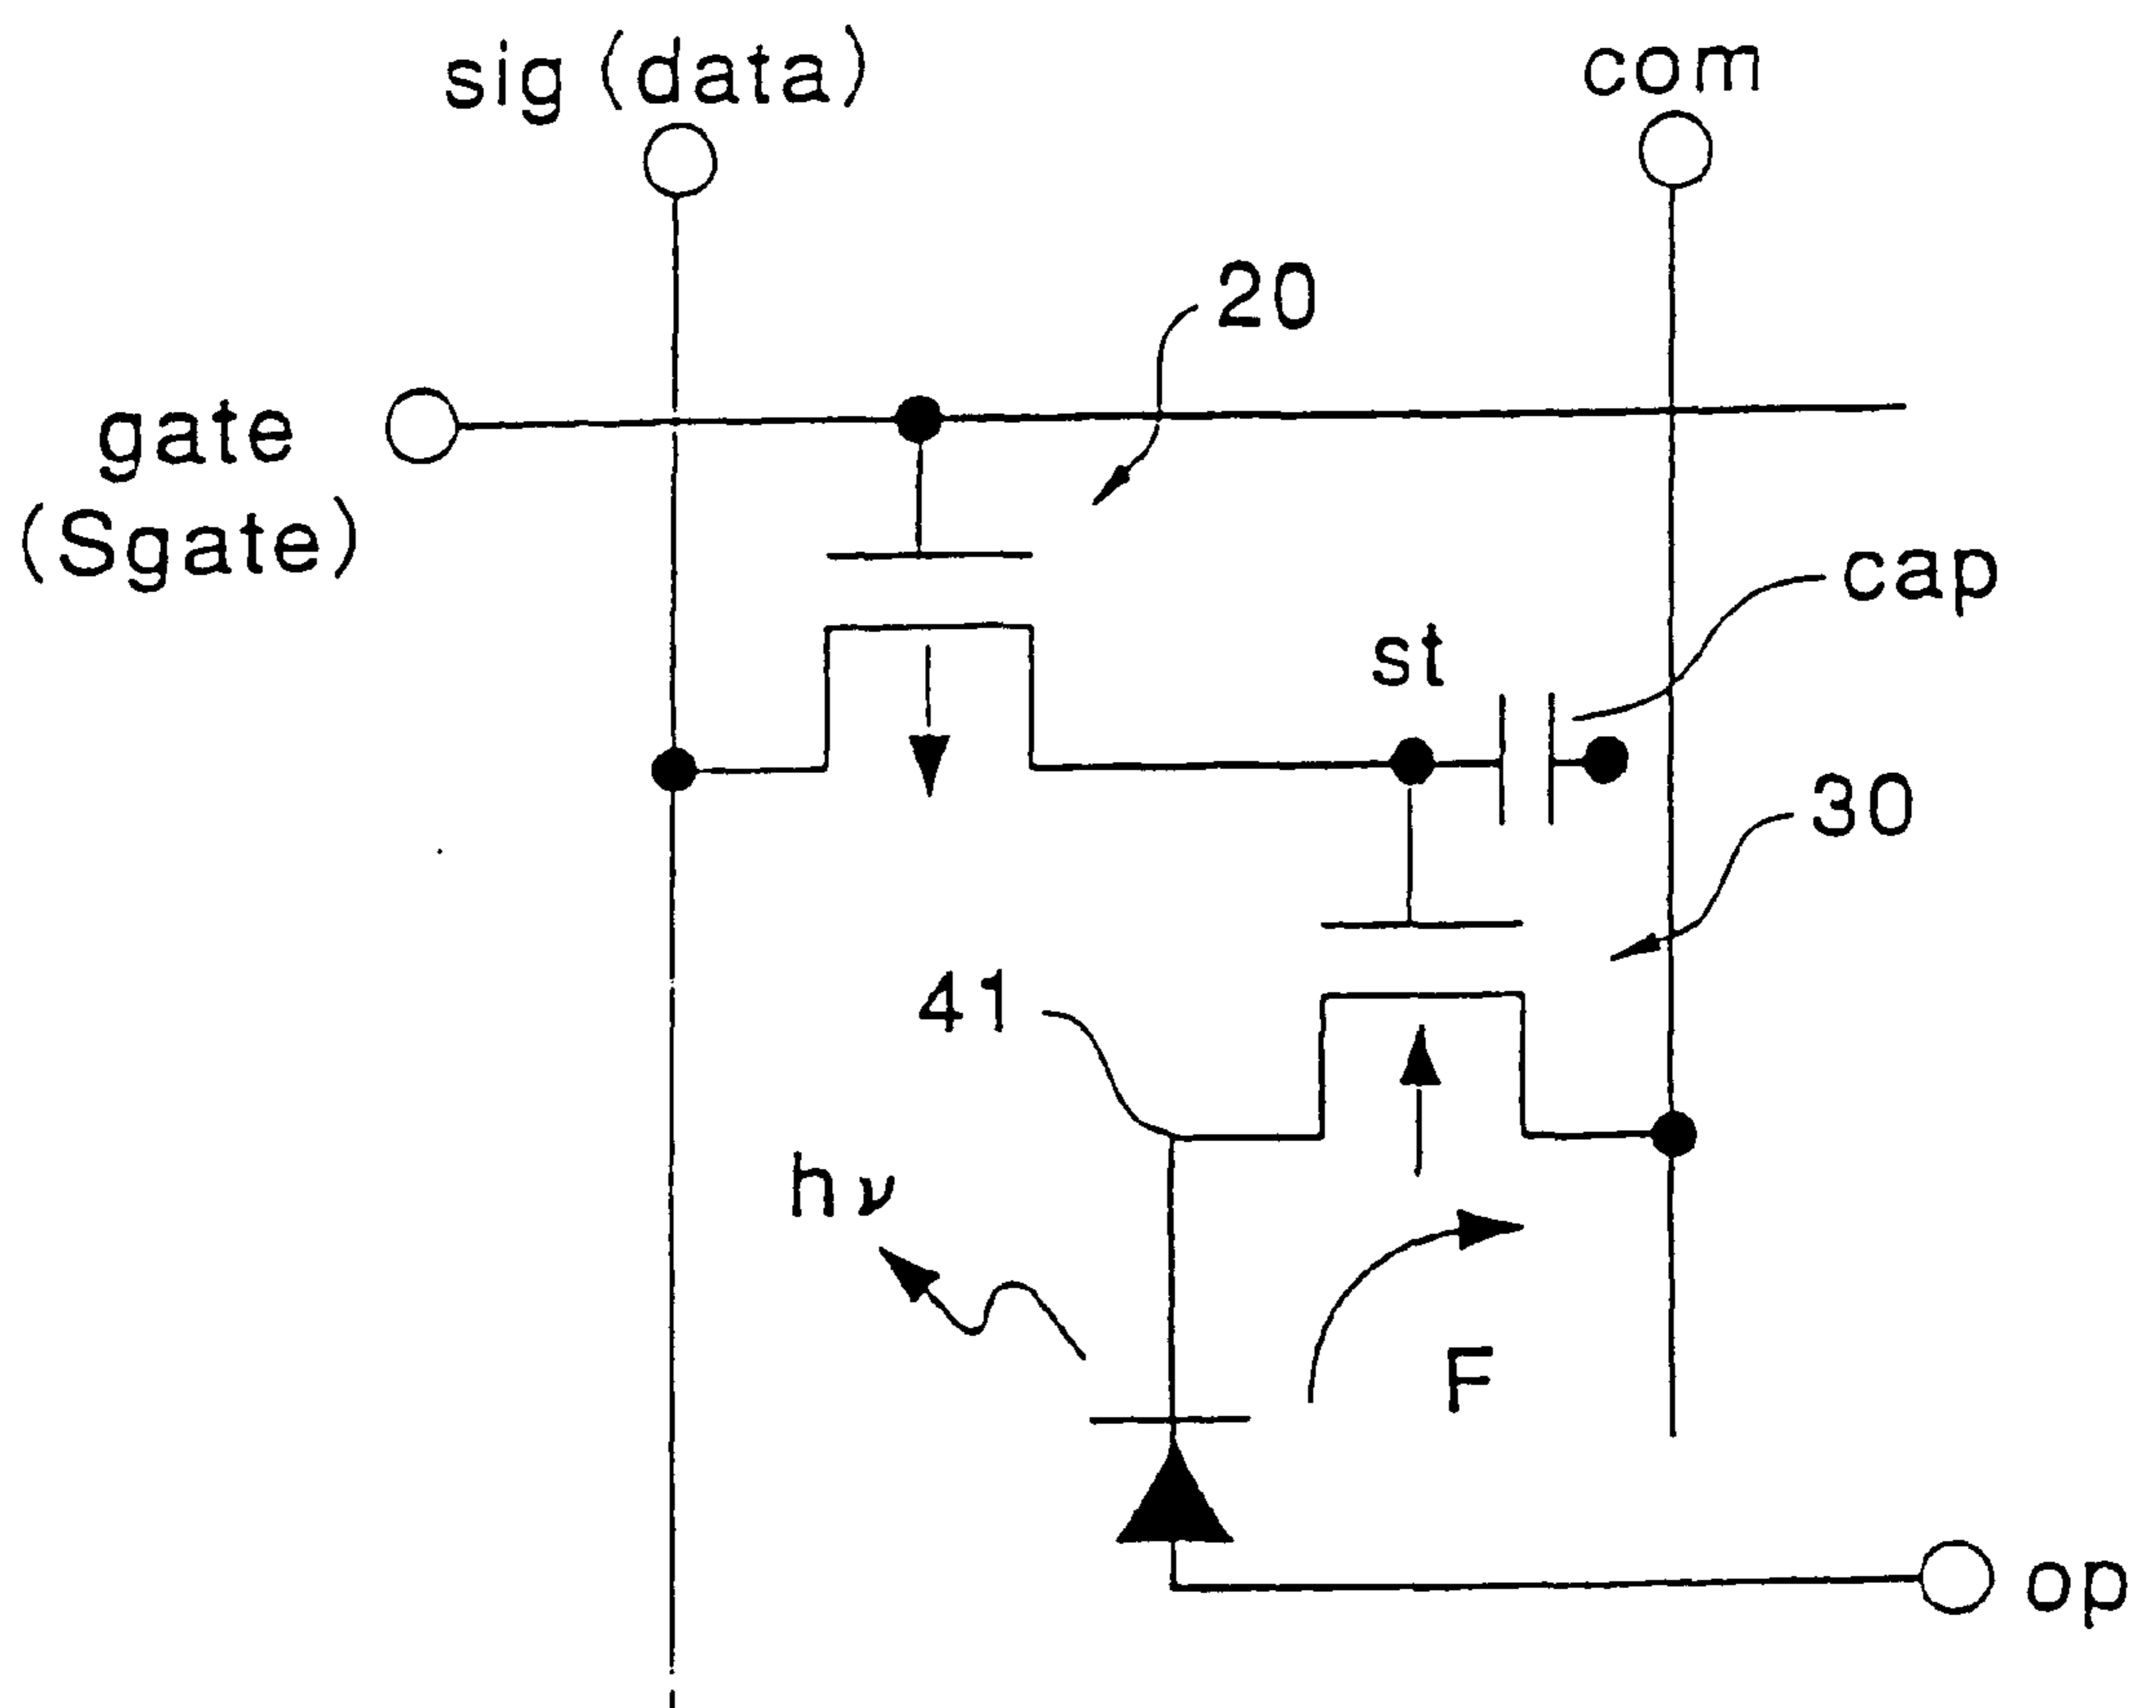 sig (data)
com
20
gate
(Sgate)
cap
st
30
41
hν
F
op